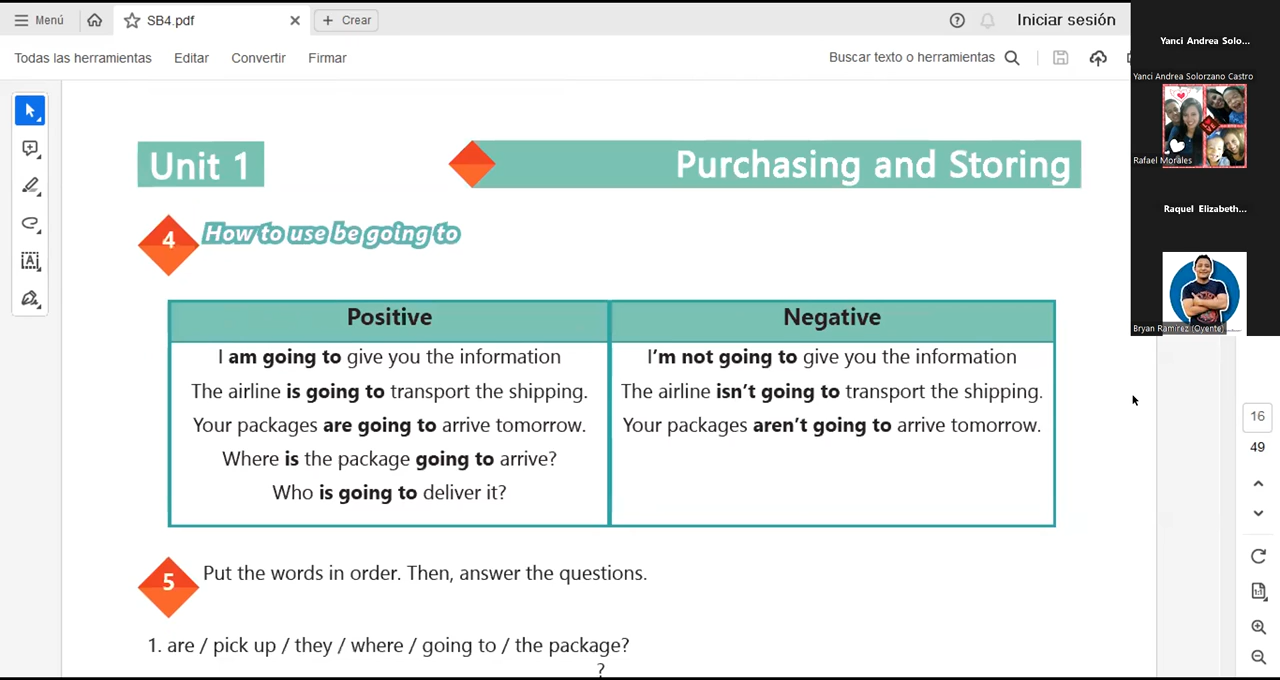 Menú
SB4.pdf
Crear
Iniciar sesión
Todas las herramientas
Editar
Convertir
Firmar
Buscar texto o herramientas
Yanci Andrea Solo...
Yanci Andrea Solorzano Castro
Rafael Morales
Raquel Elizabeth...
Bryan Ramirez (Oyente)
Unit 1
Purchasing and Storing
4 How to use be going to
Positive
I am going to give you the information
The airline is going to transport the shipping.
Your packages are going to arrive tomorrow.
Where is the package going to arrive?
Who is going to deliver it?
Negative
I'm not going to give you the information
The airline isn't going to transport the shipping.
Your packages aren't going to arrive tomorrow.
5 Put the words in order. Then, answer the questions.
1. are / pick up / they / where / going to / the package?
?
16
49